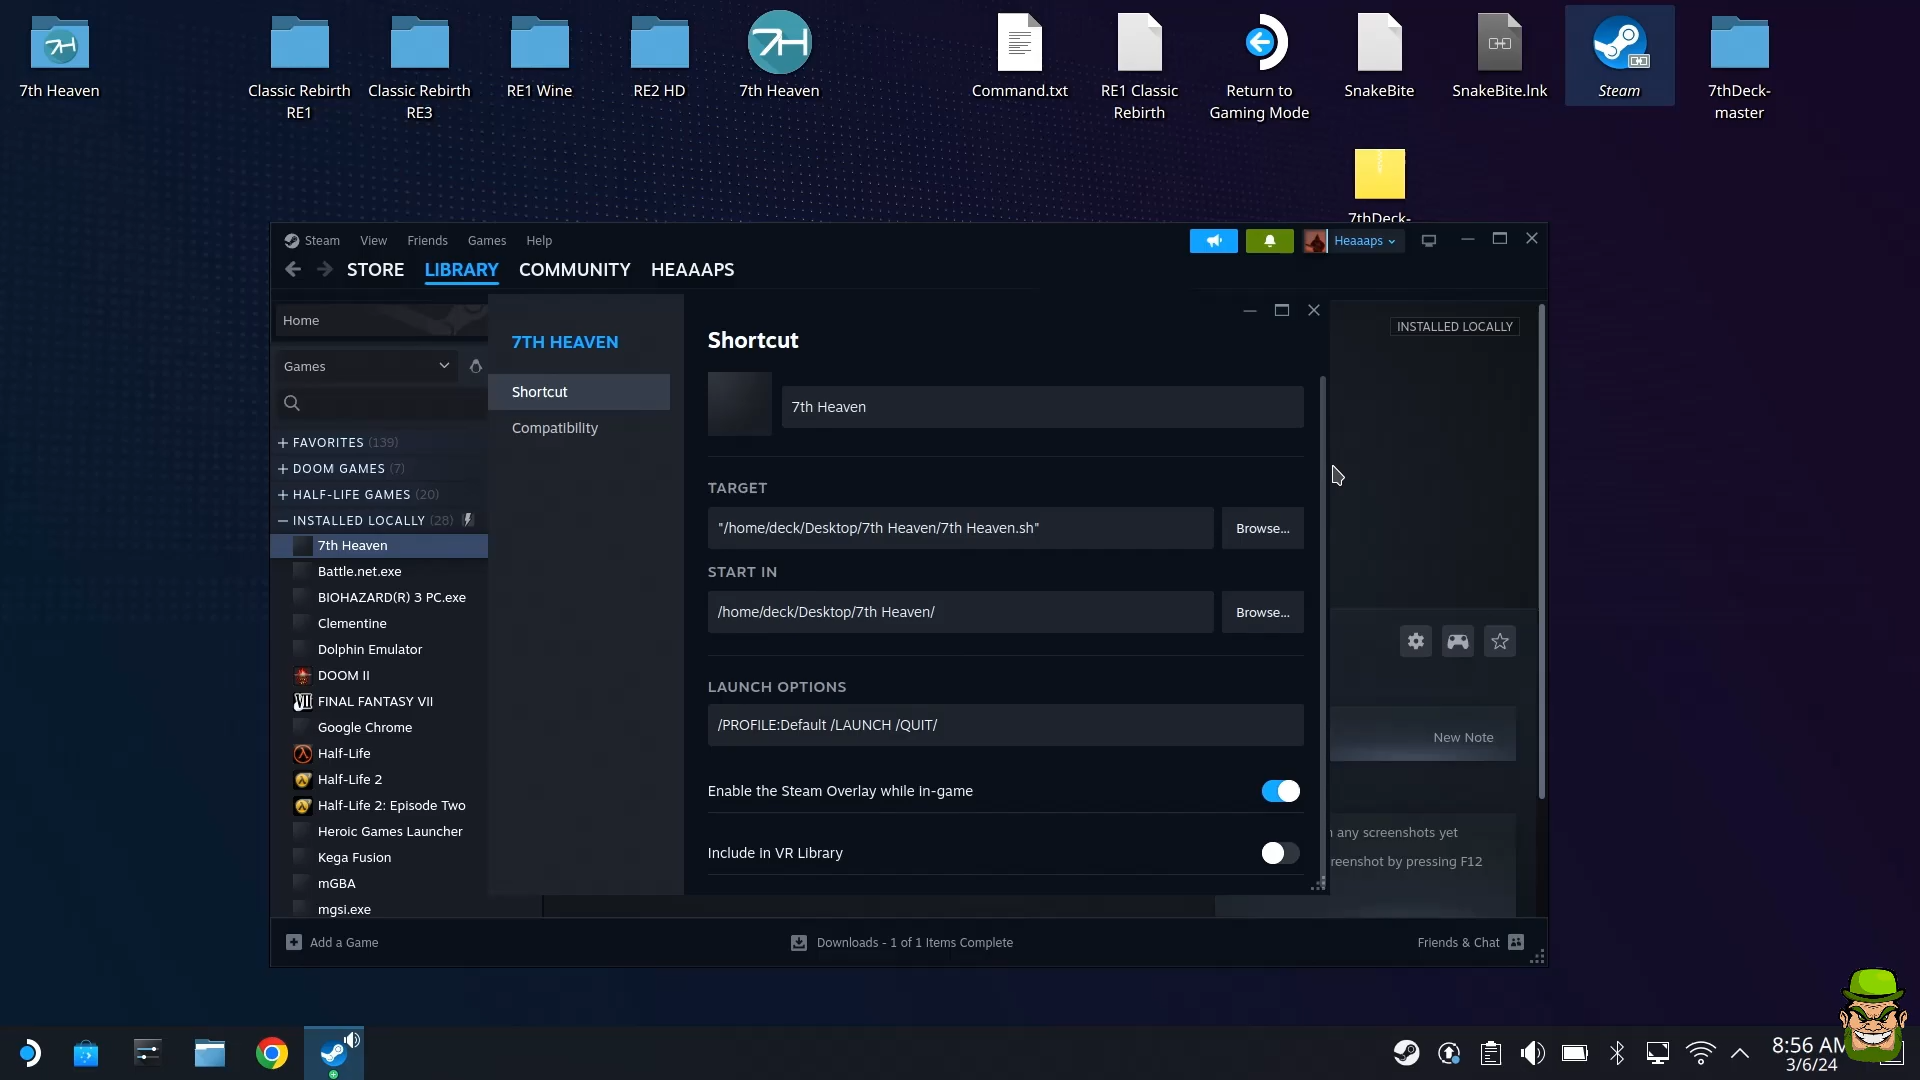 7th Heaven
Classic Rebirth
RE1
Classic Rebirth
RE3
RE1 Wine
RE2 HD
7th Heaven
Command.txt
RE1 Classic
Rebirth
Return to
Gaming Mode
SnakeBite
SnakeBite.lnk
Steam
7thDeck-
master
7thDeck-
Steam View Friends Games Help
Heaaaps
STORE LIBRARY COMMUNITY HEAAAPS
Home
Games
FAVORITES (139)
DOOM GAMES (7)
HALF-LIFE GAMES (20)
INSTALLED LOCALLY (28)
7th Heaven
Battle.net.exe
BIOHAZARD(R) 3 PC.exe
Clementine
Dolphin Emulator
DOOM II
FINAL FANTASY VII
Google Chrome
Half-Life
Half-Life 2
Half-Life 2: Episode Two
Heroic Games Launcher
Kega Fusion
mGBA
mgsi.exe
7TH HEAVEN
Shortcut
Compatibility
Shortcut
7th Heaven
TARGET
"/home/deck/Desktop/7th Heaven/7th Heaven.sh"
Browse...
START IN
/home/deck/Desktop/7th Heaven/
Browse...
LAUNCH OPTIONS
/PROFILE:Default /LAUNCH /QUIT/
Enable the Steam Overlay while in-game
Include in VR Library
INSTALLED LOCALLY
New Note
any screenshots yet
reenshot by pressing F12
Add a Game
Downloads - 1 of 1 Items Complete
Friends & Chat
8:56 AM
3/6/24